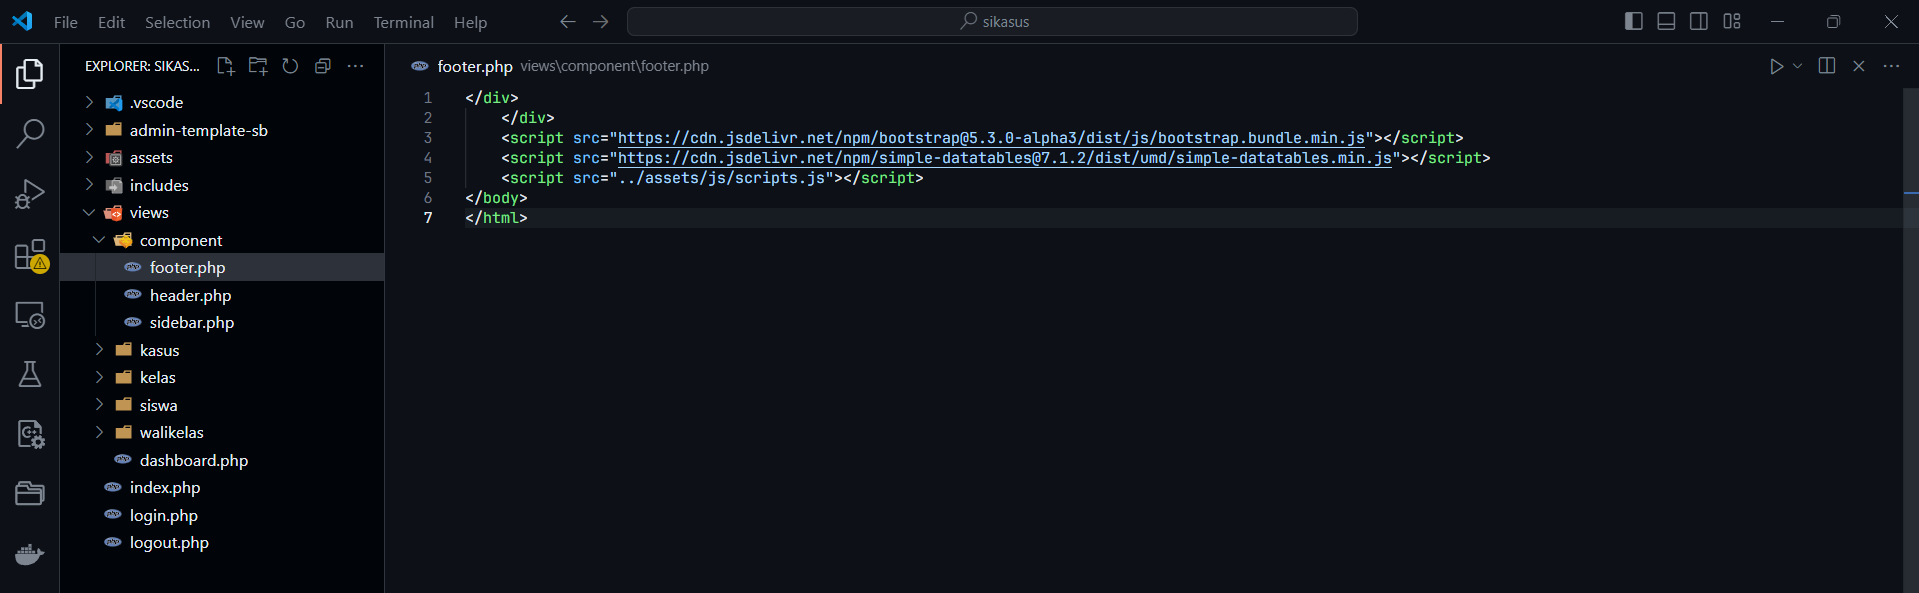 File Edit Selection View Go Run Terminal Help
sikasus
EXPLORER: SIKAS...
.vscode
admin-template-sb
assets
includes
views
component
footer.php
header.php
sidebar.php
kasus
kelas
siswa
walikelas
dashboard.php
index.php
login.php
logout.php
footer.php views\component\footer.php
1 </div>
2     </div>
3     <script src="https://cdn.jsdelivr.net/npm/bootstrap@5.3.0-alpha3/dist/js/bootstrap.bundle.min.js"></script>
4     <script src="https://cdn.jsdelivr.net/npm/simple-datatables@7.1.2/dist/umd/simple-datatables.min.js"></script>
5     <script src="../assets/js/scripts.js"></script>
6 </body>
7 </html>